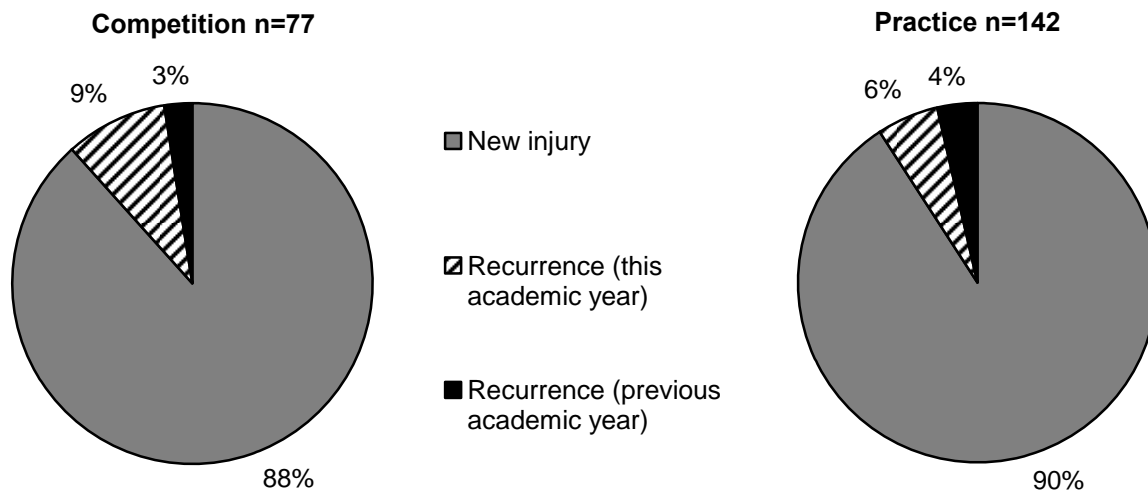 Competition n=77
Practice n=142
3%
9%
4%
6%
New injury
Recurrence (this
academic year)
Recurrence (previous
academic year)
88%
90%